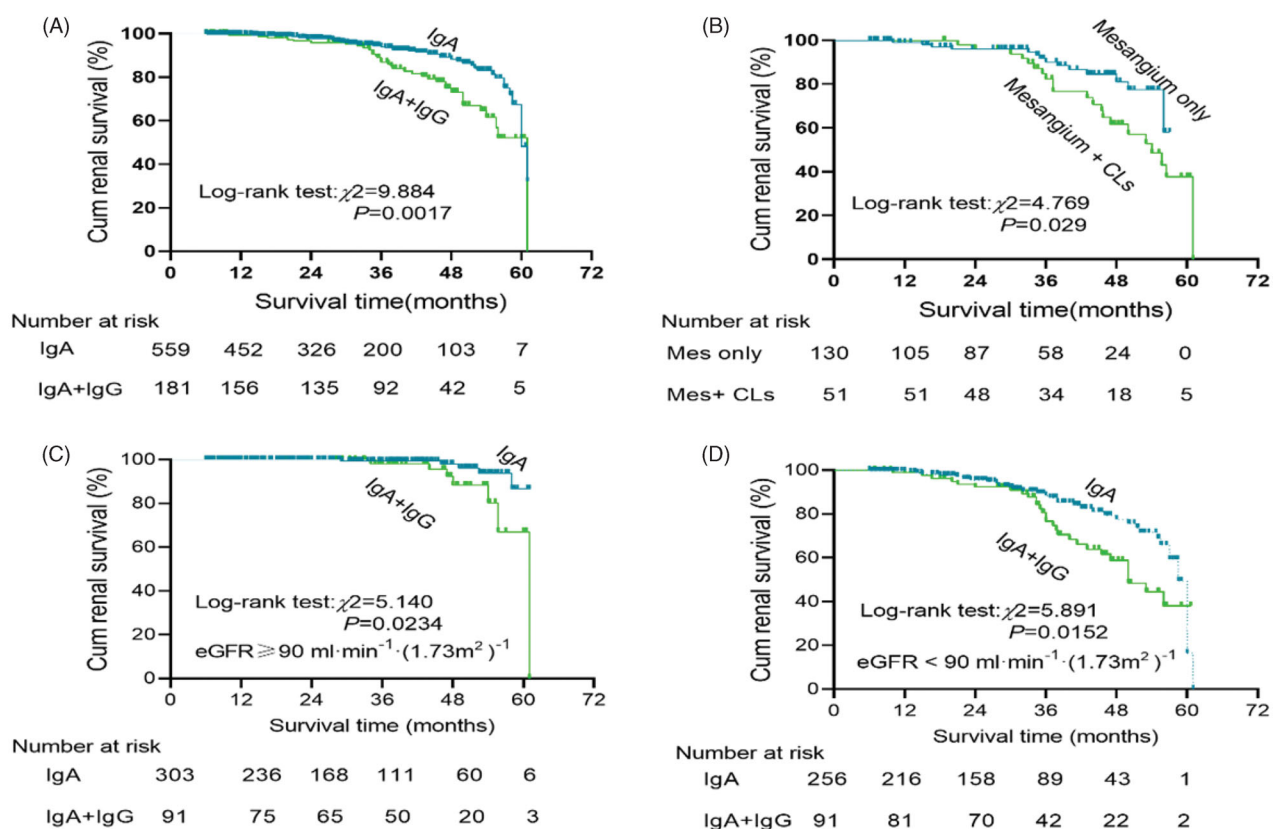 (A)
Cum renal survival (%)
100
80
60
40
20
0
IgA
IgA+IgG
Log-rank test:χ2=9.884
P=0.0017
0 12 24 36 48 60 72
Survival time(months)
Number at risk
IgA 559 452 326 200 103 7
IgA+IgG 181 156 135 92 42 5
(B)
Cum renal survival (%)
100
80
60
40
20
0
Mesangium only
Mesangium + CLs
Log-rank test:χ2=4.769
P=0.029
0 12 24 36 48 60 72
Survival time(months)
Number at risk
Mes only 130 105 87 58 24 0
Mes+ CLs 51 51 48 34 18 5
(C)
Cum renal survival (%)
100
80
60
40
20
0
IgA
IgA+IgG
Log-rank test:χ2=5.140
P=0.0234
eGFR ⩾ 90 ml·min⁻¹·(1.73m²)⁻¹
0 12 24 36 48 60 72
Survival time (months)
Number at risk
IgA 303 236 168 111 60 6
IgA+IgG 91 75 65 50 20 3
(D)
Cum renal survival (%)
100
80
60
40
20
0
IgA
IgA+IgG
Log-rank test:χ2=5.891
P=0.0152
eGFR < 90 ml·min⁻¹·(1.73m²)⁻¹
0 12 24 36 48 60 72
Survival time (months)
Number at risk
IgA 256 216 158 89 43 1
IgA+IgG 91 81 70 42 22 2